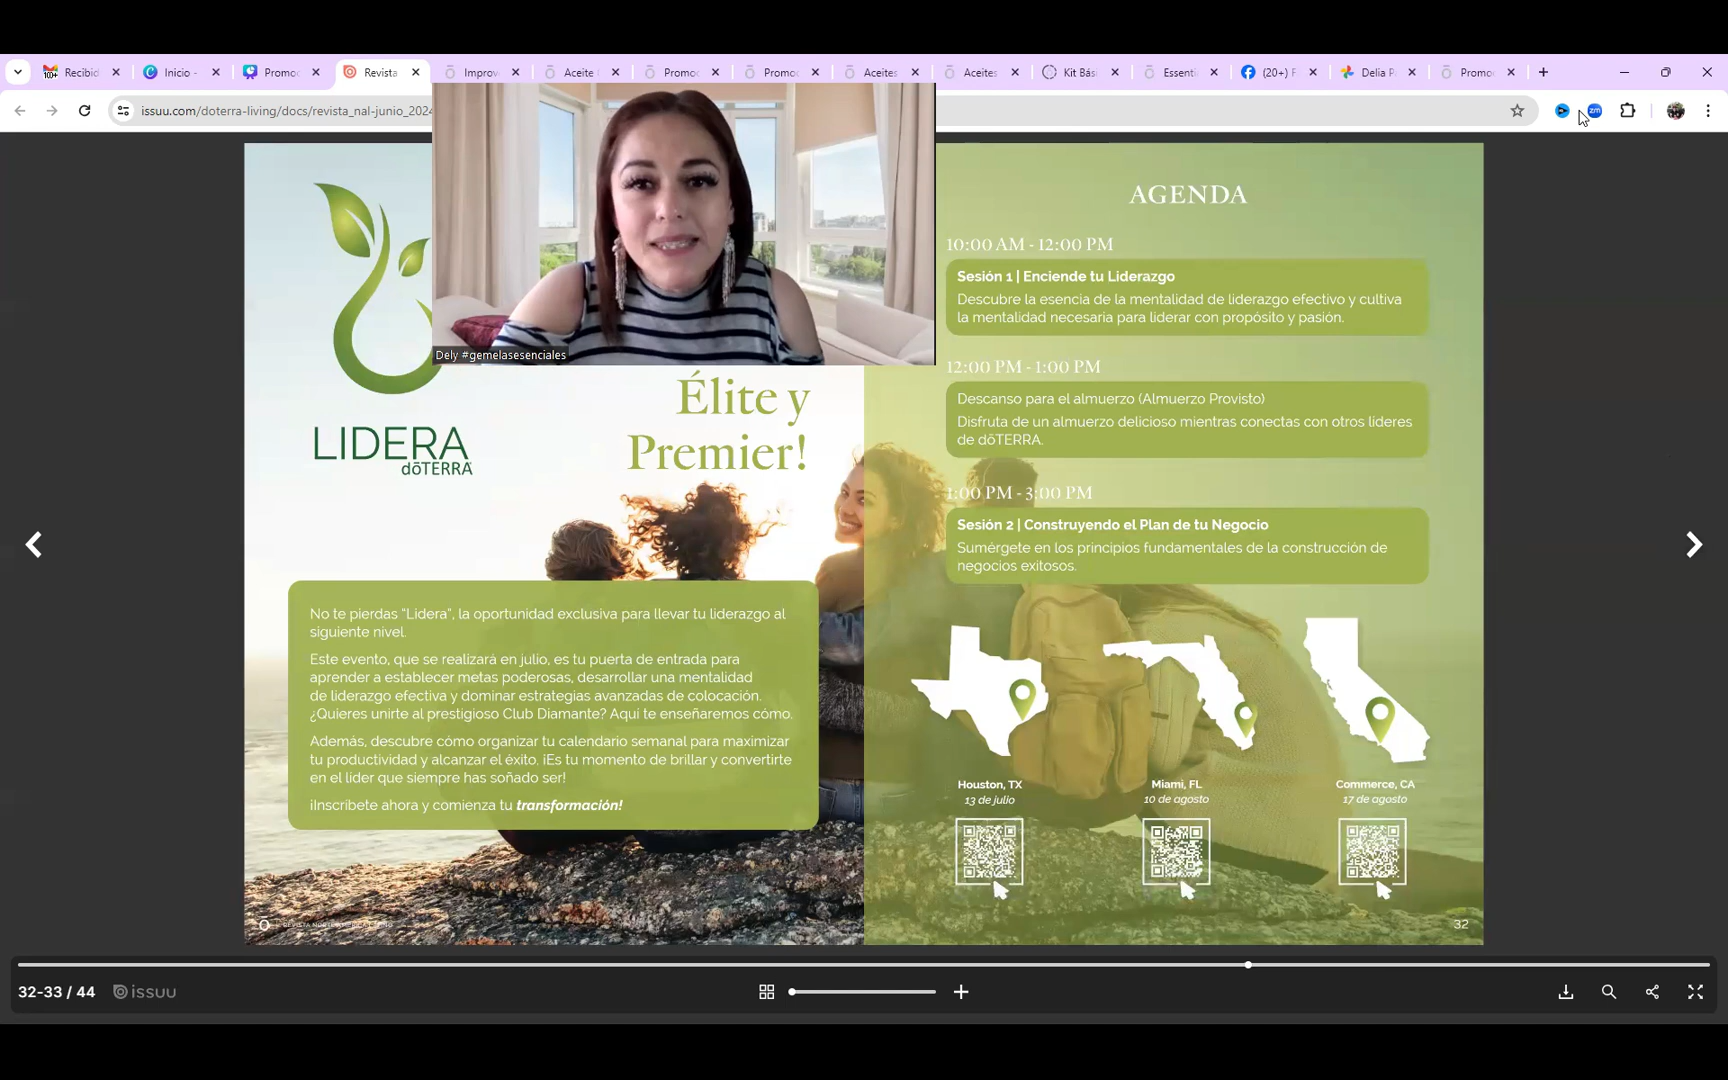 Recibid
Inicio -
Promoc
Revista
Improv
Aceite
Promoc
Promoc
Aceites
Aceites
Kit Bási
Essenti
(20+) F
Delia P
Promo
issuu.com/doterra-living/docs/revista_nal-junio_2024
Dely #gemelasesenciales
LIDERA
dōTERRA
Élite y
Premier!
No te pierdas “Lidera”, la oportunidad exclusiva para llevar tu liderazgo al
siguiente nivel.
Este evento, que se realizará en julio, es tu puerta de entrada para
aprender a establecer metas poderosas, desarrollar una mentalidad
de liderazgo efectiva y dominar estrategias avanzadas de colocación.
¿Quieres unirte al prestigioso Club Diamante? Aquí te enseñaremos cómo.
Además, descubre cómo organizar tu calendario semanal para maximizar
tu productividad y alcanzar el éxito. ¡Es tu momento de brillar y convertirte
en el líder que siempre has soñado ser!
¡Inscríbete ahora y comienza tu transformación!
AGENDA
10:00 AM - 12:00 PM
Sesión 1 | Enciende tu Liderazgo
Descubre la esencia de la mentalidad de liderazgo efectivo y cultiva
la mentalidad necesaria para liderar con propósito y pasión.
12:00 PM - 1:00 PM
Descanso para el almuerzo (Almuerzo Provisto)
Disfruta de un almuerzo delicioso mientras conectas con otros líderes
de dōTERRA.
1:00 PM - 3:00 PM
Sesión 2 | Construyendo el Plan de tu Negocio
Sumérgete en los principios fundamentales de la construcción de
negocios exitosos.
Houston, TX
13 de julio
Miami, FL
10 de agosto
Commerce, CA
17 de agosto
32
32-33 / 44
issuu